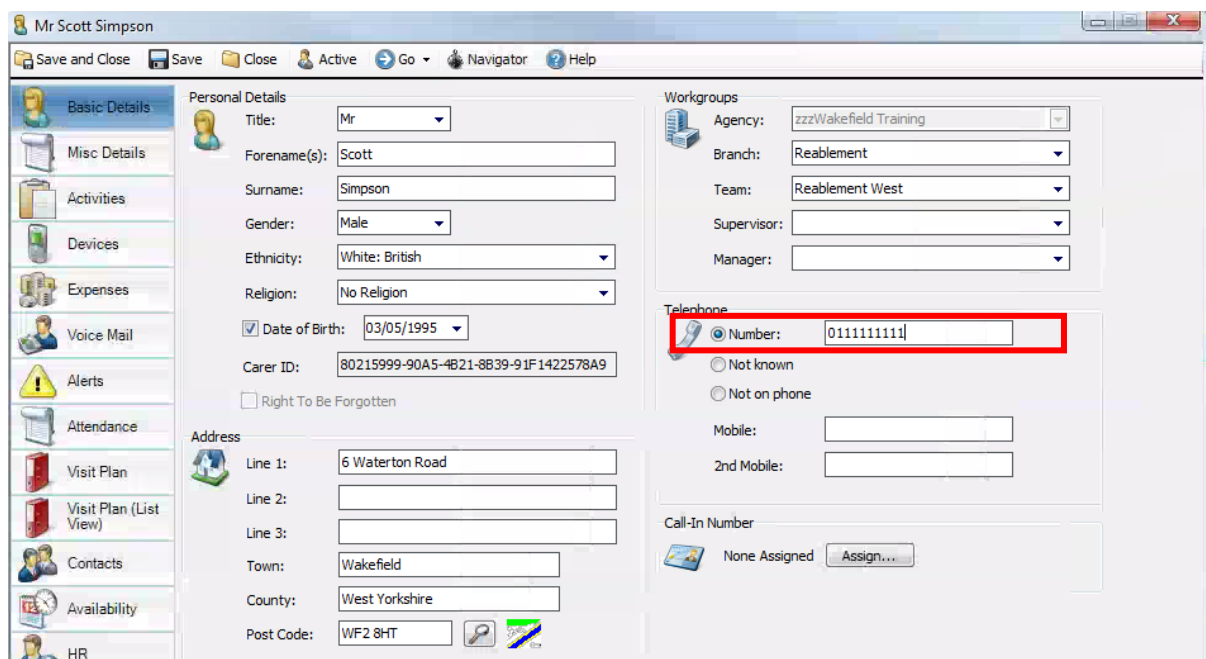 Mr Scott Simpson
Save and Close Save Close Active Go Navigator Help
Basic Details
Misc Details
Activities
Devices
Expenses
Voice Mail
Alerts
Attendance
Visit Plan
Visit Plan (List
View)
Contacts
Availability
HR
Personal Details
Title: Mr
Forename(s): Scott
Surname: Simpson
Gender: Male
Ethnicity: White: British
Religion: No Religion
Date of Birth: 03/05/1995
Carer ID: 80215999-90A5-4B21-8B39-91F1422578A9
Right To Be Forgotten
Address
Line 1: 6 Waterton Road
Line 2:
Line 3:
Town: Wakefield
County: West Yorkshire
Post Code: WF2 8HT
Workgroups
Agency: zzzWakefield Training
Branch: Reablement
Team: Reablement West
Supervisor:
Manager:
Telephone
Number: 0111111111
Not known
Not on phone
Mobile:
2nd Mobile:
Call-In Number
None Assigned Assign...